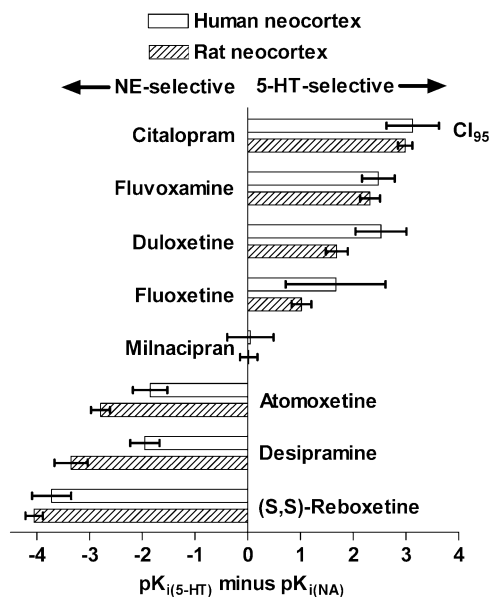 Human neocortex
Rat neocortex
NE-selective 5-HT-selective
Citalopram
CI95
Fluvoxamine
Duloxetine
Fluoxetine
Milnacipran
Atomoxetine
Desipramine
(S,S)-Reboxetine
-4 -3 -2 -1 0 1 2 3 4
pKi(5-HT) minus pKi(NA)